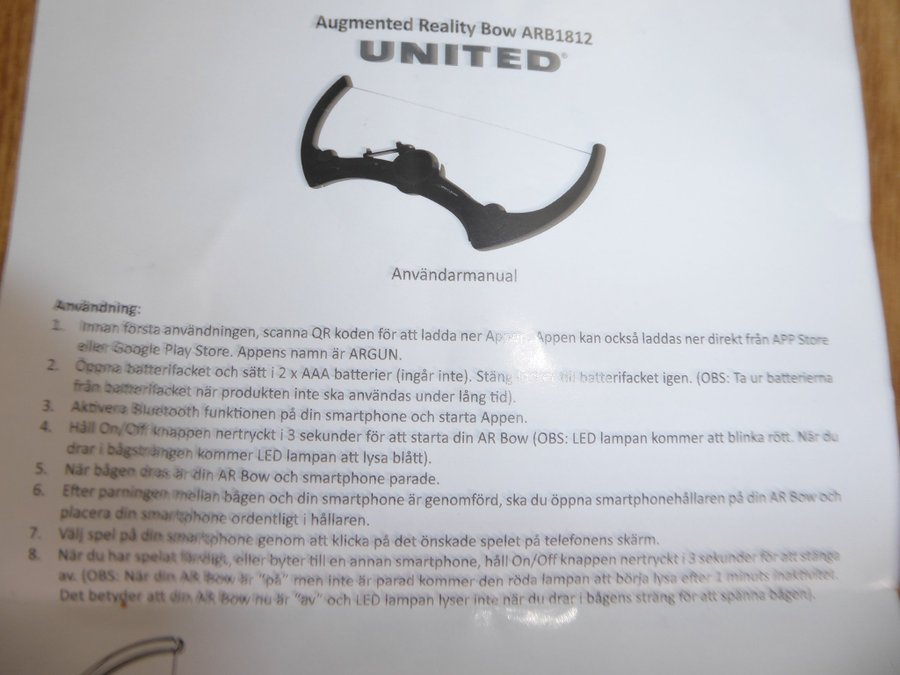 Augmented Reality Bow ARB1812
UNITED®
Användarmanual
Användning:
1. Innan första användningen, scanna QR koden för att ladda ner Appen kan också laddas ner direkt från APP Store
eller Google Play Store. Appens namn är ARGUN.
2. Öppna batterifacket och sätt i 2 x AAA batterier (ingår inte). Stäng till batterifacket igen. (OBS: Ta ur batterierna
från batterifacket när produkten inte ska användas under lång tid).
3. Aktivera Bluetooth funktionen på din smartphone och starta Appen.
4. Håll On/Off knappen nertryckt i 3 sekunder för att starta din AR Bow (OBS: LED lampan kommer att blinka rött. När du
drar i bågsträngen kommer LED lampan att lysa blått).
5. När bågen dras är din AR Bow och smartphone parade.
6. Efter parningen mellan bågen och din smartphone är genomförd, ska du öppna smartphonehållaren på din AR Bow och
placera din smartphone ordentligt i hållaren.
7. Välj spel på din smartphone genom att klicka på det önskade spelet på telefonens skärm.
8. När du har spelat färdigt, eller byter till en annan smartphone, håll On/Off knappen nertryckt i 3 sekunder för att stänga
av. (OBS: När din AR Bow är "på" men inte är parad kommer den röda lampan att börja lysa efter 1 minuts inaktivitet.
Det betyder att din AR Bow nu är "av" och LED lampan lyser inte när du drar i bågens sträng för att spänna bågen).